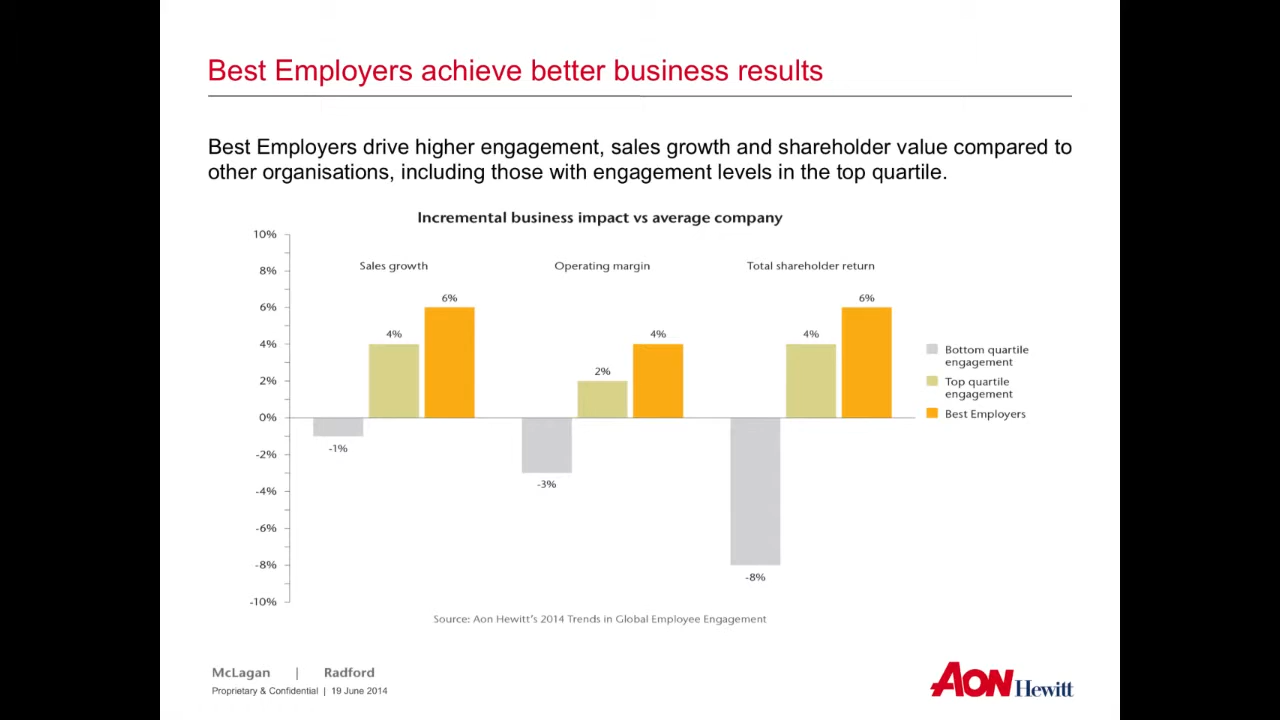 Best Employers achieve better business results
Best Employers drive higher engagement, sales growth and shareholder value compared to
other organisations, including those with engagement levels in the top quartile.
Incremental business impact vs average company
10%
8%
6%
4%
2%
0%
-2%
-4%
-6%
-8%
-10%
Sales growth
4%
6%
-1%
Operating margin
2%
4%
-3%
Total shareholder return
4%
6%
-8%
Bottom quartile
engagement
Top quartile
engagement
Best Employers
Source: Aon Hewitt's 2014 Trends in Global Employee Engagement
McLagan | Radford
Proprietary & Confidential | 19 June 2014
AON Hewitt